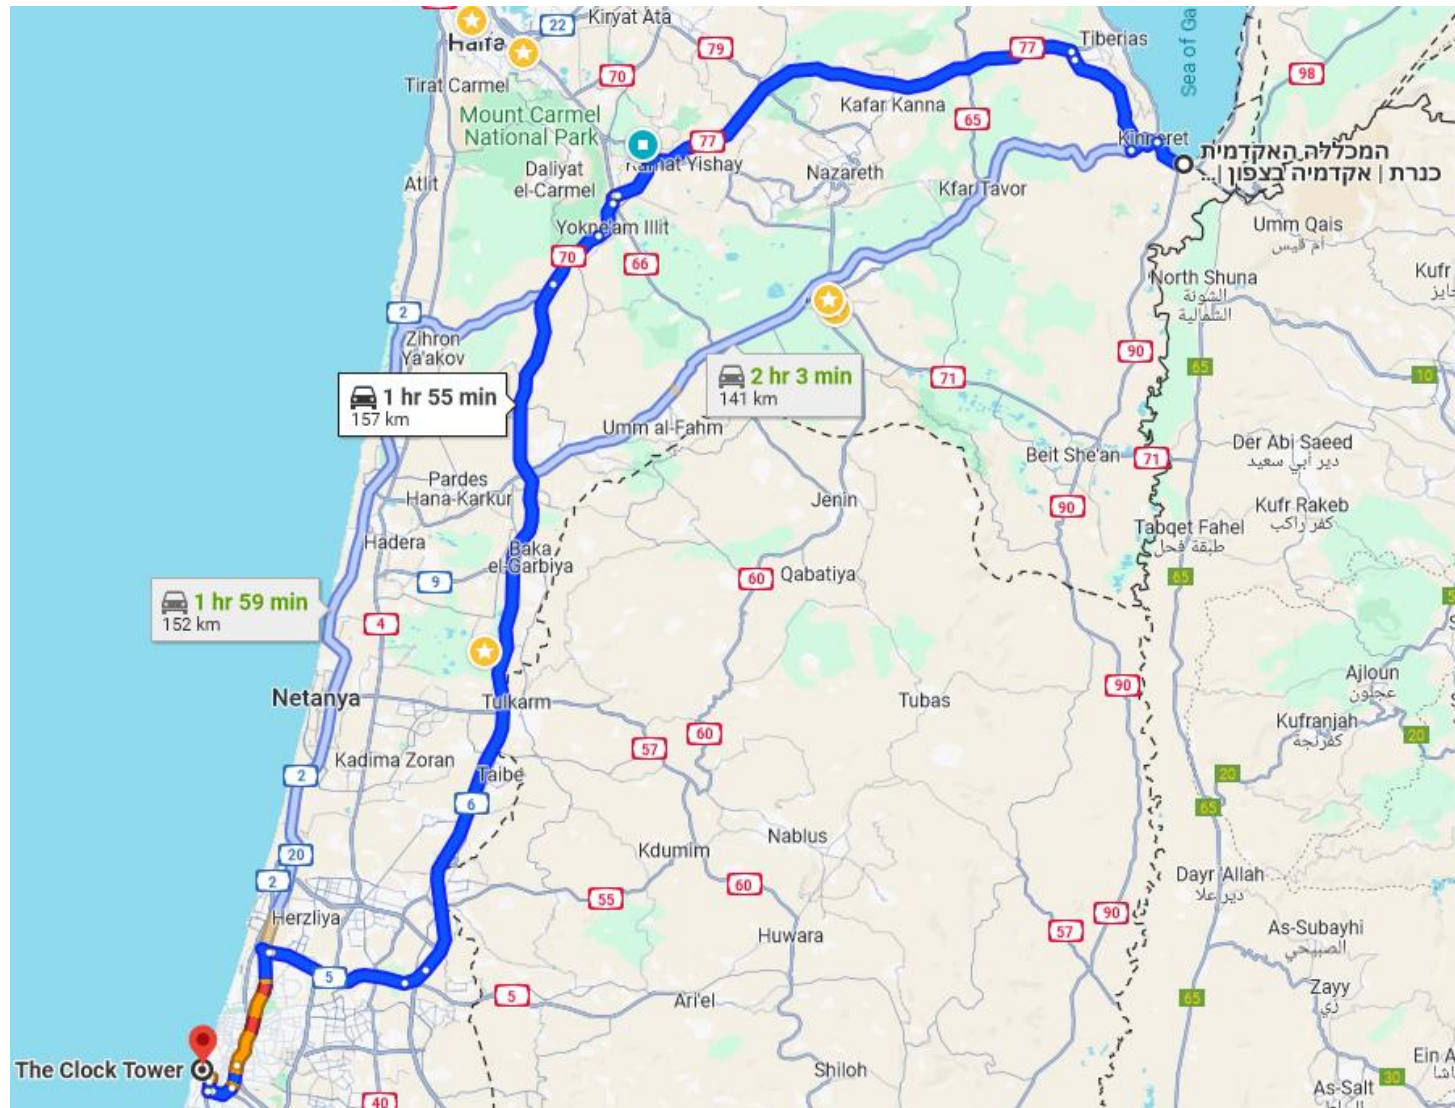 Kiryat Ata
22
Haifa
79
77
Tiberias
Sea of Ga
98
Tirat Carmel
70
Mount Carmel
National Park
Kafar Kanna
65
77
Kinneret
המכללה האקדמית
כנרת | אקדמיה בצפון |...
Daliyat
el-Carmel
Ramat Yishay
Nazareth
Atlit
Kfar Tavor
Umm Qais
أم قيس
Yokne'am Illit
70
66
North Shuna
الشونة
الشمالية
Kufr
2
Zihron
Ya'akov
90
65
10
2 hr 3 min
141 km
71
1 hr 55 min
157 km
Umm al-Fahm
Beit She'an
71
Der Abi Saeed
دير أبي سعيد
Pardes
Hana-Karkur
Jenin
90
Kufr Rakeb
كفر راكب
Tabqet Fahel
طبقة فحل
Hadera
Baka
el-Garbiya
9
60
Qabatiya
65
1 hr 59 min
152 km
4
Netanya
Tulkarm
90
Tubas
Ajloun
عجلون
Kufranjah
كفرنجة
20
57
60
Kadima Zoran
Taibe
2
6
20
65
Nablus
Kdumim
20
2
60
55
Dayr 'Allah
دير علا
Herzliya
90
57
Huwara
As-Subayhi
الصبيحي
5
5
Ari'el
65
Zayy
زي
The Clock Tower
Shiloh
Ein A
30
As-Salt
40